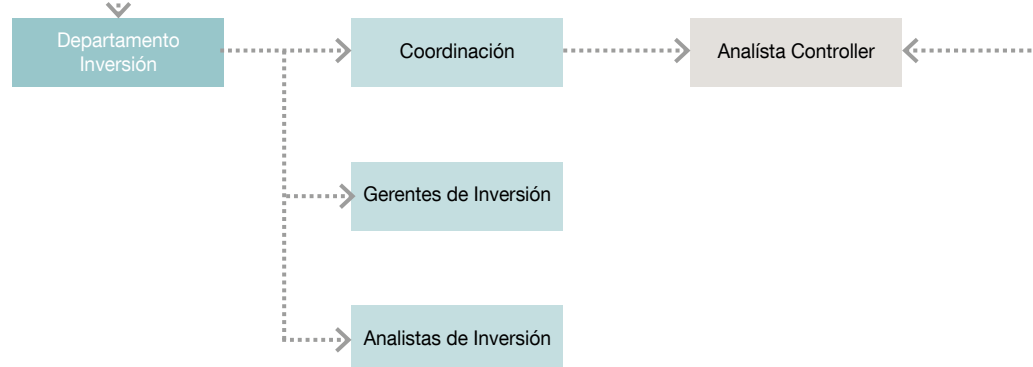 Departamento
Inversión
Coordinación
Analísta Controller
Gerentes de Inversión
Analistas de Inversión